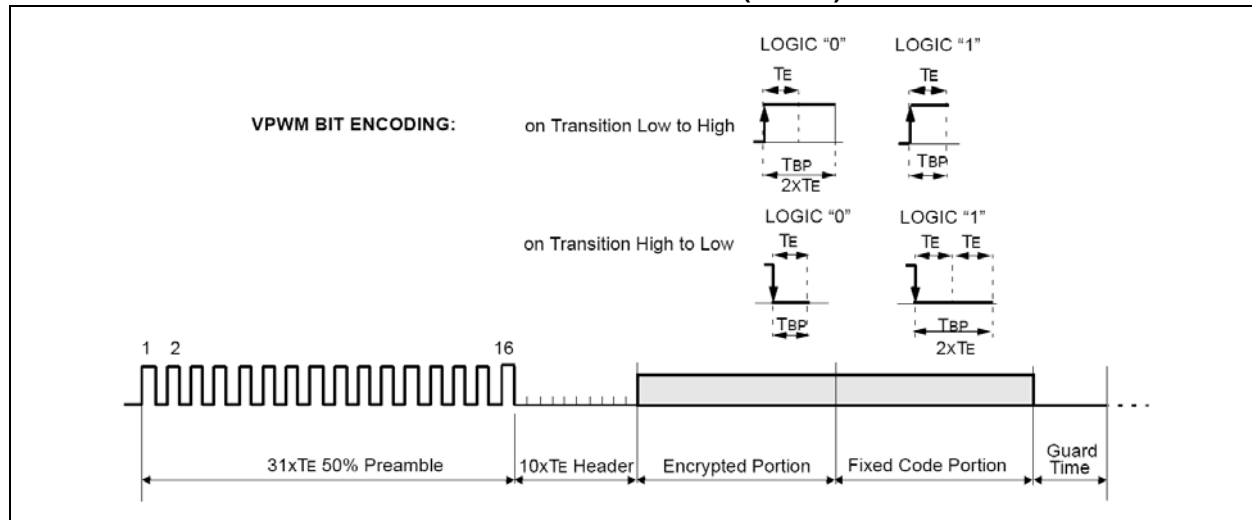 LOGIC “0” LOGIC “1”
TE TE
VPWM BIT ENCODING: on Transition Low to High
TBP TBP
2xTE
LOGIC “0” LOGIC “1”
on Transition High to Low TE TE TE
TBP TBP
2xTE
1 2 16
31xTE 50% Preamble 10xTE Header Encrypted Portion Fixed Code Portion Guard
Time